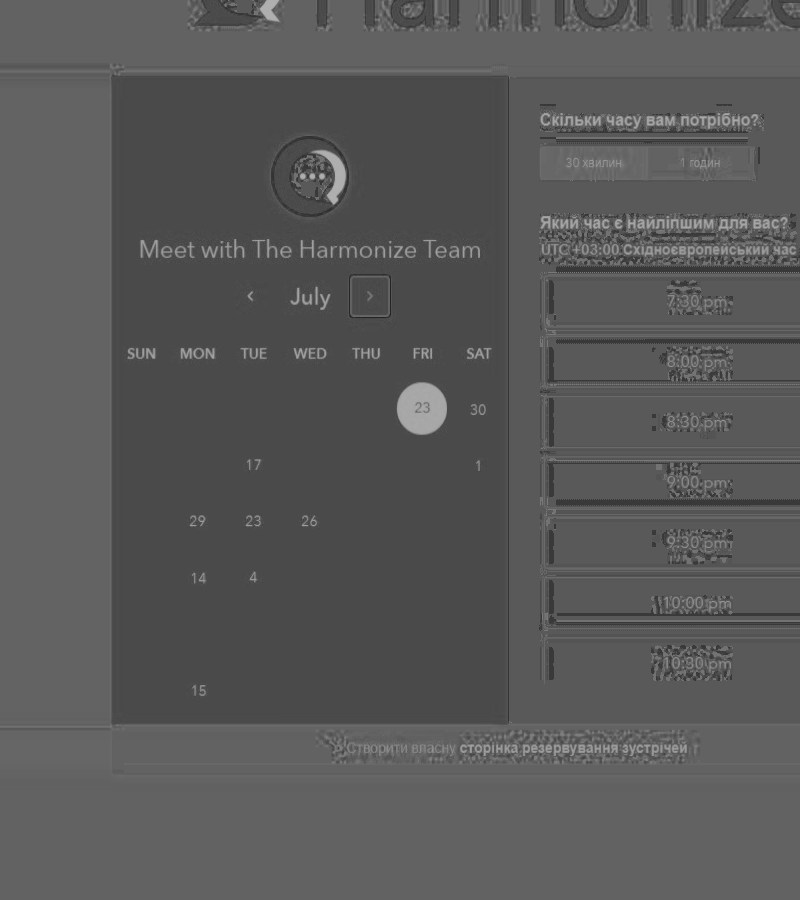 Harmonize
Meet with The Harmonize Team
July
SUN MON TUE WED THU FRI SAT
23 30
17 1
29 23 26
14 4
15
Скільки часу вам потрібно?
30 хвилин 1 годин
Який час є найліпшим для вас?
UTC +03:00 Східноєвропейський час
7:30 pm
8:00 pm
8:30 pm
9:00 pm
9:30 pm
10:00 pm
10:30 pm
Створити власну сторінка резервування зустрічей